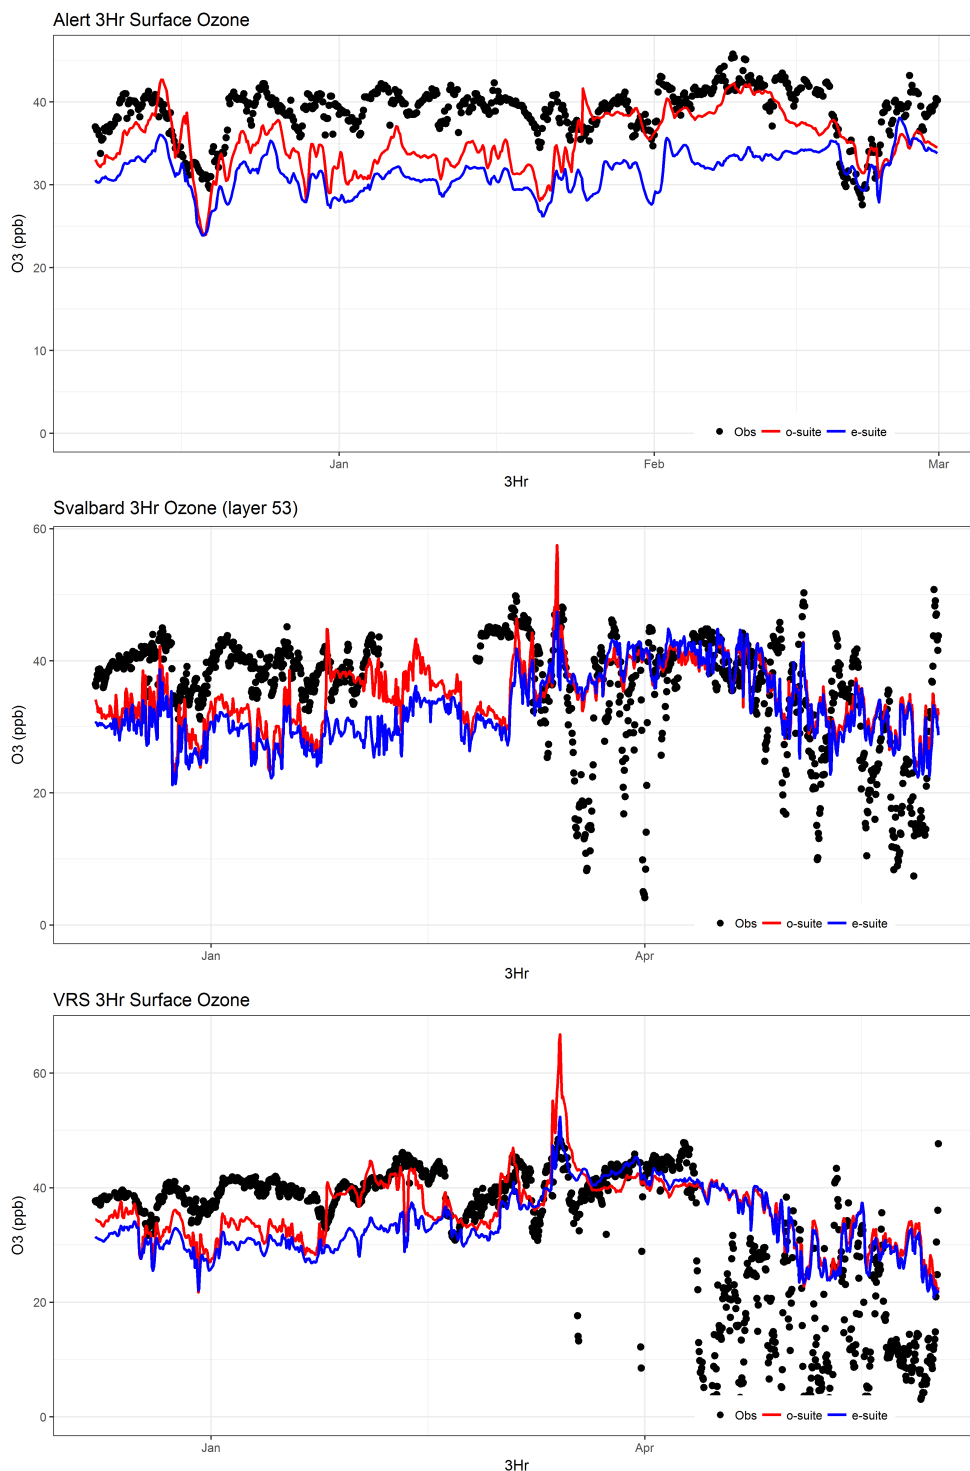 Alert 3Hr Surface Ozone
O3 (ppb)
40
30
20
10
0
Obs o-suite e-suite
Jan Feb Mar
3Hr
Svalbard 3Hr Ozone (layer 53)
O3 (ppb)
60
40
20
0
Obs o-suite e-suite
Jan Apr
3Hr
VRS 3Hr Surface Ozone
O3 (ppb)
60
40
20
0
Obs o-suite e-suite
Jan Apr
3Hr